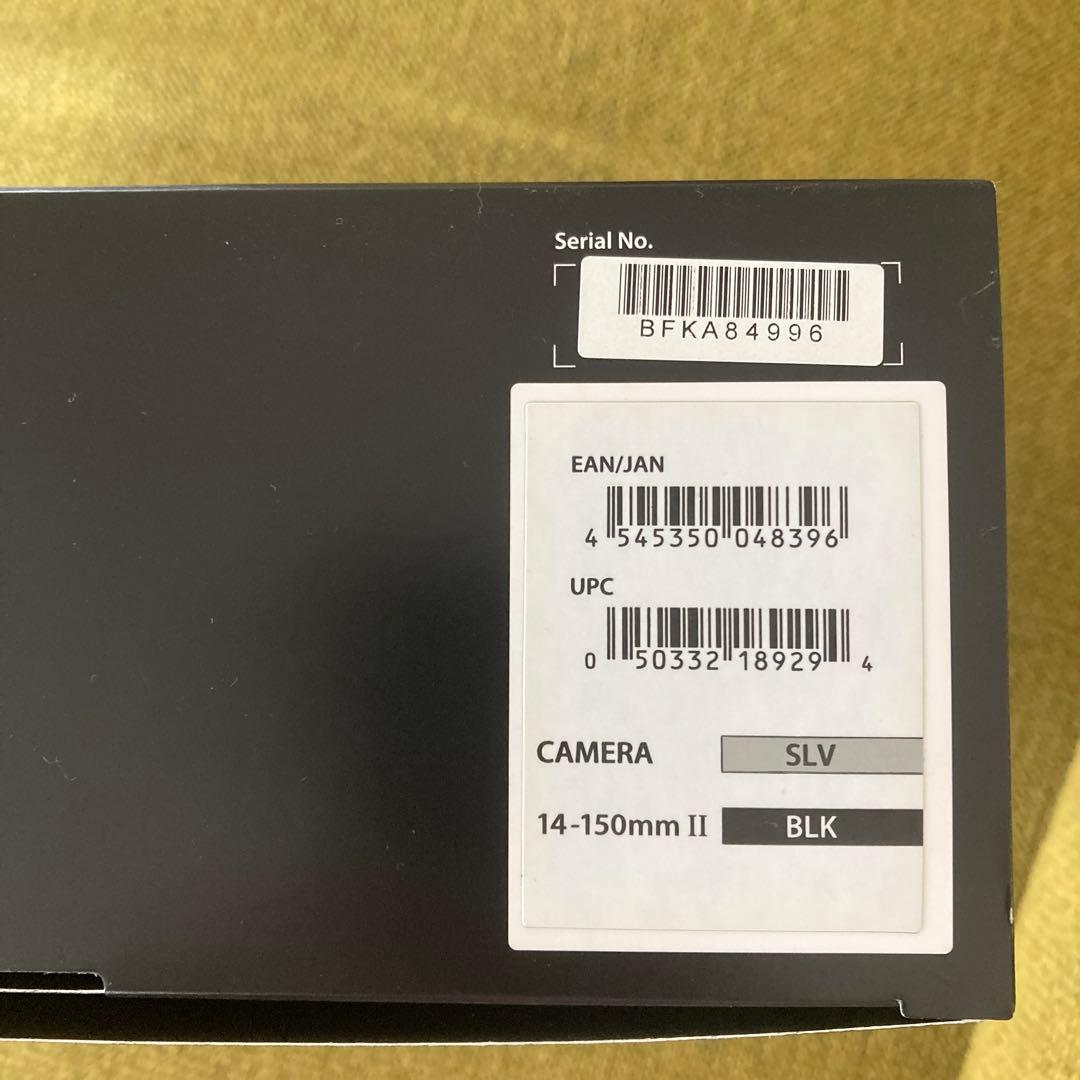 Serial No.
BFKA84996
EAN/JAN
4 545350 048396
UPC
0 50332 18929 4
CAMERA SLV
14-150mm II BLK